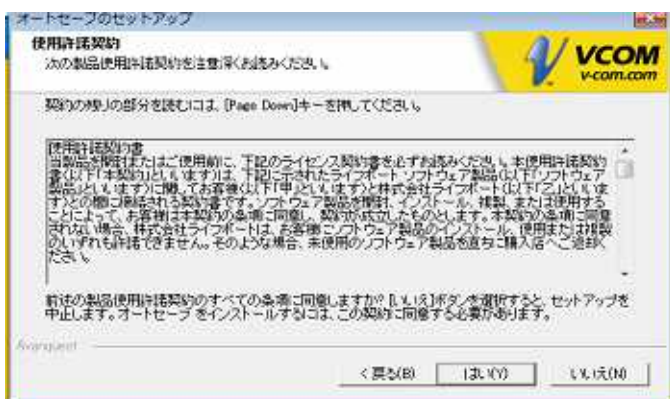 オートセーブのセットアップ
使用許諾契約
次の製品使用許諾契約を注意深くお読みください。
VCOM
v-com.com
契約の残りの部分を読むには、[Page Down]キーを押してください。
使用許諾契約書
当製品を開封またはご使用前に、下記のライセンス契約書を必ずお読みください。本使用許諾契約
書(以下「本契約」といいます)は、下記に示されたライフボート ソフトウェア製品(以下「ソフトウェア
製品」といいます)に関してお客様(以下「甲」といいます)と株式会社ライフボート(以下「乙」といいま
す)との間に締結される契約書です。ソフトウェア製品を開封、インストール、複製、または使用する
ことによって、お客様は本契約の条項に同意し、契約が成立したものとします。本契約の条項に同意
されない場合、株式会社ライフボートは、お客様にソフトウェア製品のインストール、使用または複製
のいずれも許諾できません。そのような場合、未使用のソフトウェア製品を直ちに購入店へご返却く
ださい。
前述の製品使用許諾契約のすべての条項に同意しますか? [いいえ]ボタンを選択すると、セットアップを
中止します。オートセーブ をインストールするには、この契約に同意する必要があります。
Avanquest
< 戻る(B)
はい(Y)
いいえ(N)